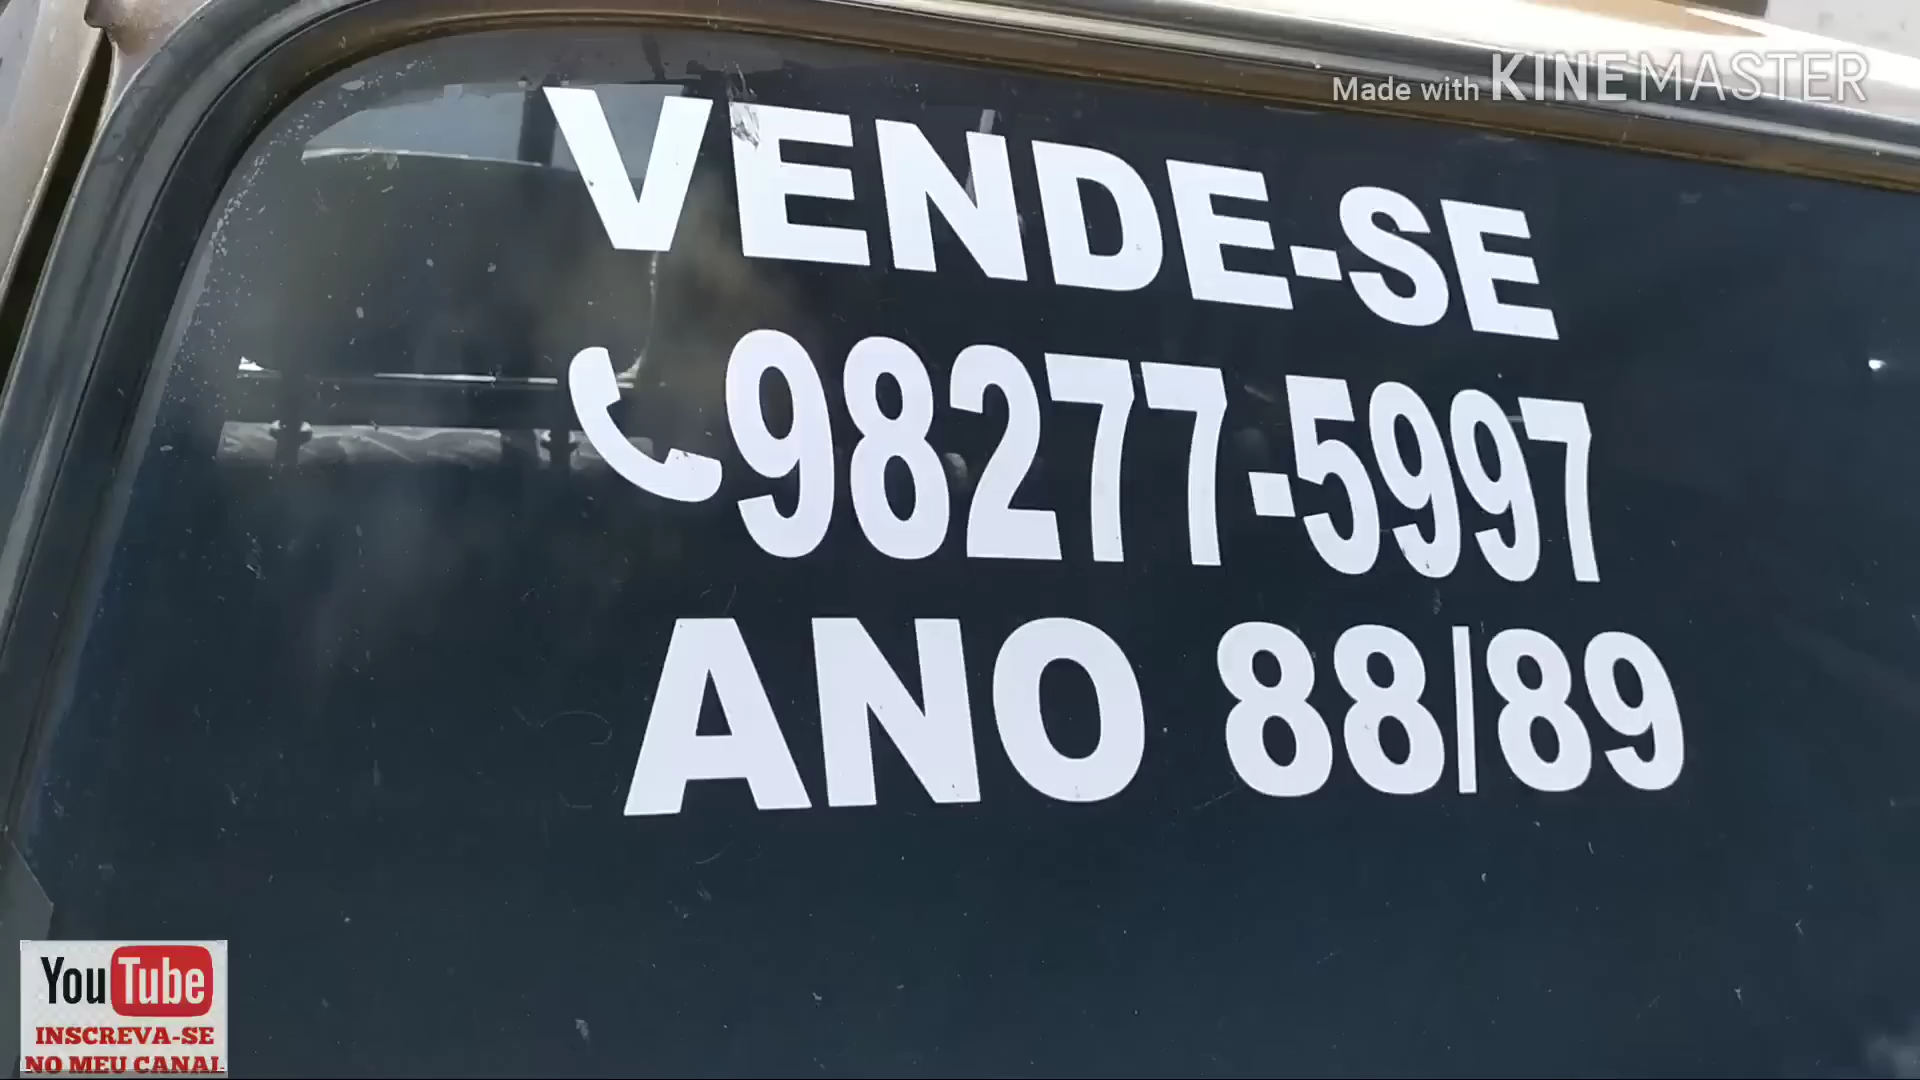 Made with KINEMASTER
VENDE-SE
98277-5997
ANO 88/89
YouTube
INSCREVA-SE
NO MEU CANAL